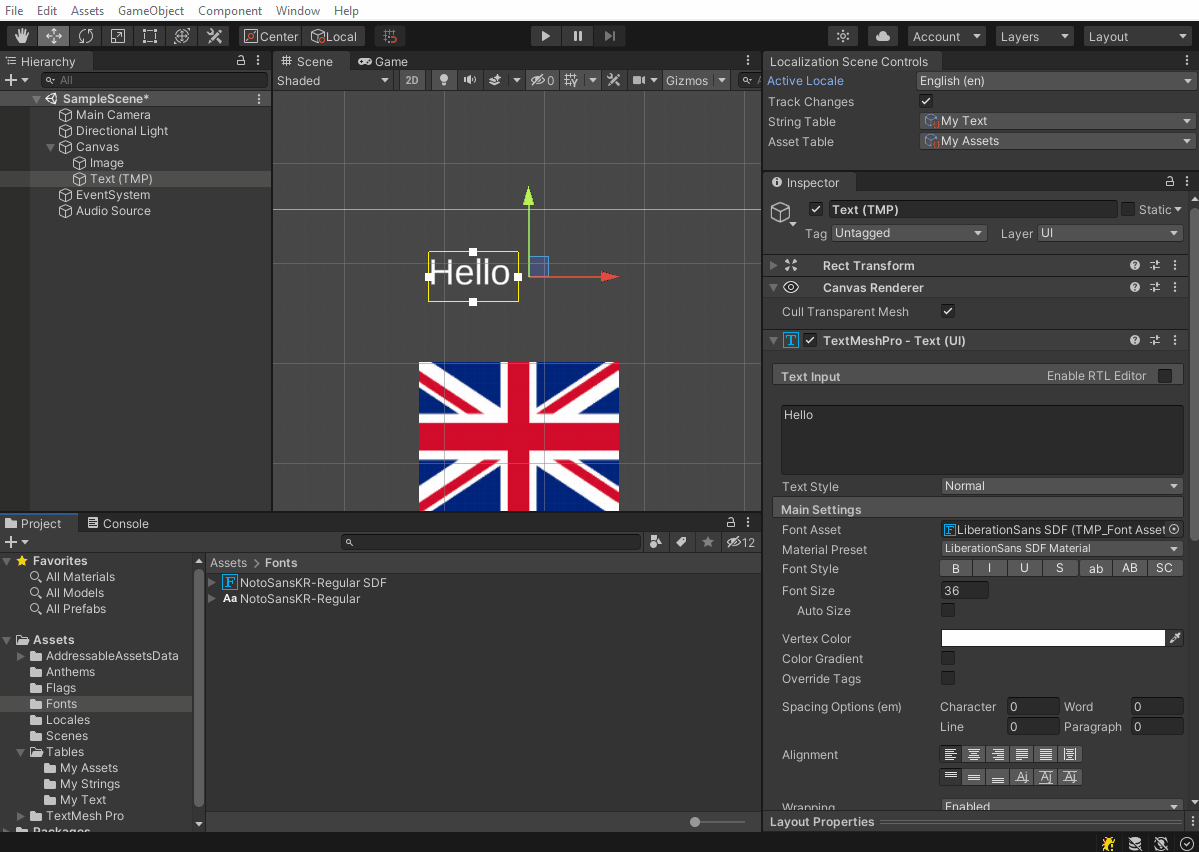 File Edit Assets GameObject Component Window Help
Center Local Account Layers Layout
Hierarchy
All
SampleScene*
Main Camera
Directional Light
Canvas
Image
Text (TMP)
EventSystem
Audio Source
Scene Game
Shaded 2D 0 Gizmos A
Hello
Localization Scene Controls
Active Locale English (en)
Track Changes
String Table My Text
Asset Table My Assets
Inspector
Text (TMP) Static
Tag Untagged Layer UI
Rect Transform
Canvas Renderer
Cull Transparent Mesh
TextMeshPro - Text (UI)
Text Input Enable RTL Editor
Hello
Text Style Normal
Main Settings
Font Asset LiberationSans SDF (TMP_Font Asset
Material Preset LiberationSans SDF Material
Font Style B I U S ab AB SC
Font Size 36
Auto Size
Vertex Color
Color Gradient
Override Tags
Spacing Options (em) Character 0 Word 0
Line 0 Paragraph 0
Alignment
Wrapping Enabled
Layout Properties
Project Console
12
Favorites
All Materials
All Models
All Prefabs
Assets
AddressableAssetsData
Anthems
Flags
Fonts
Locales
Scenes
Tables
My Assets
My Strings
My Text
TextMesh Pro
Packages
Assets > Fonts
F NotoSansKR-Regular SDF
Aa NotoSansKR-Regular